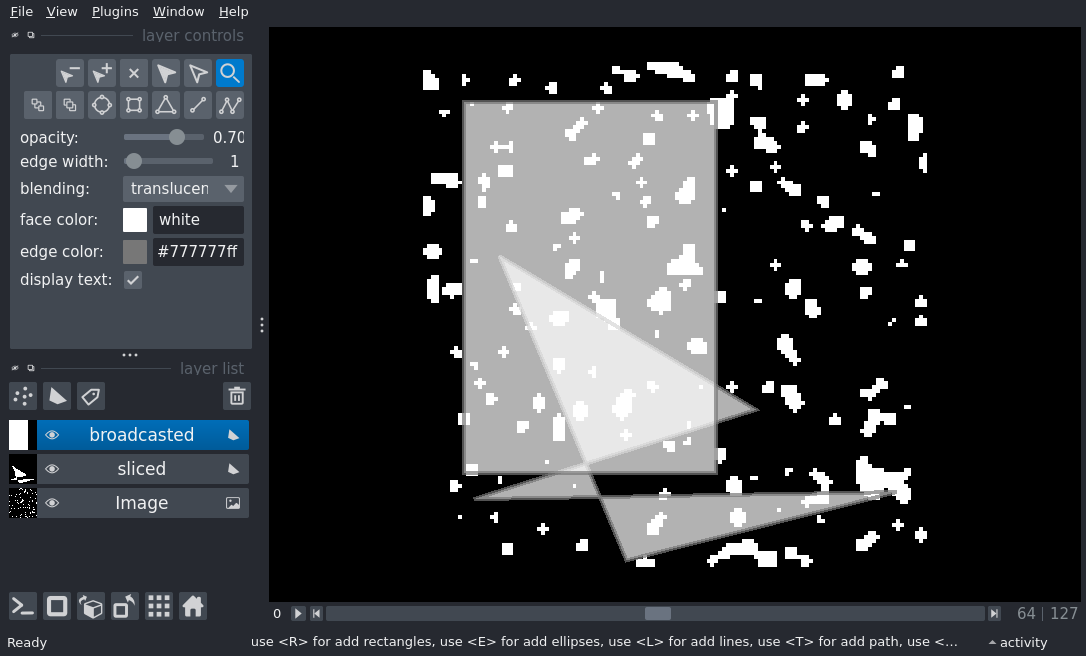 File View Plugins Window Help
layer controls
opacity: 0.70
edge width: 1
blending: translucen
face color: white
edge color: #777777ff
display text:
layer list
broadcasted
sliced
Image
0 64 127
Ready use <R> for add rectangles, use <E> for add ellipses, use <L> for add lines, use <T> for add path, use <... activity